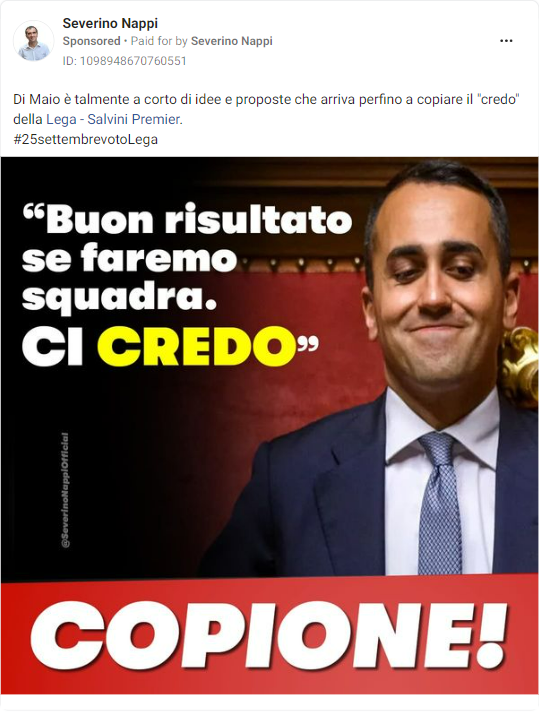 Severino Nappi
Sponsored • Paid for by Severino Nappi
ID: 1098948670760551
Di Maio è talmente a corto di idee e proposte che arriva perfino a copiare il "credo"
della Lega - Salvini Premier.
#25settembrevotoLega
“Buon risultato
se faremo
squadra.
CI CREDO”
@SeverinoNappiOfficial
COPIONE!